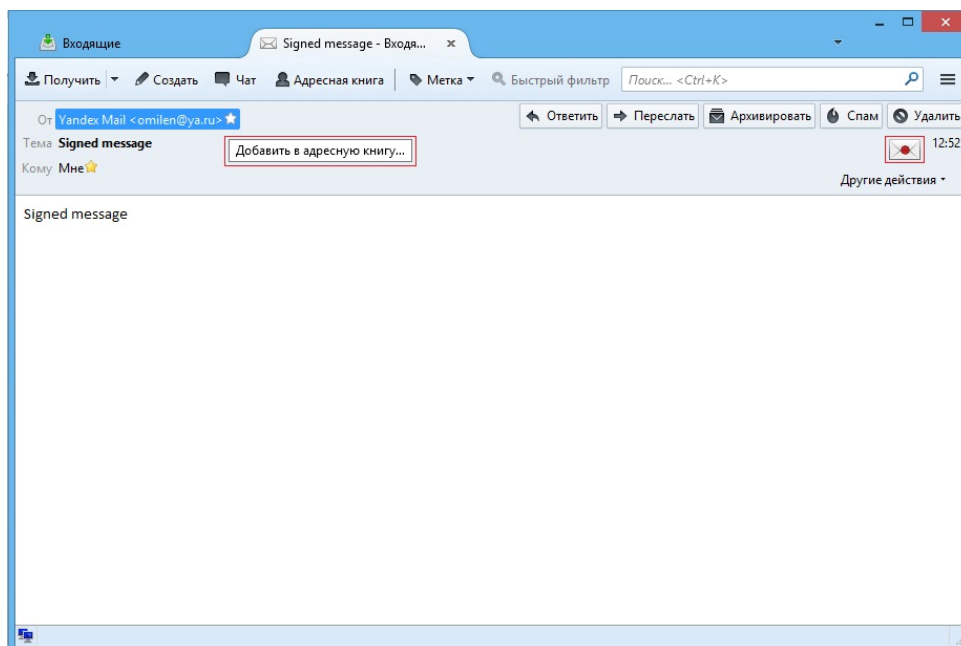 Входящие
Signed message - Входя...
Получить
Создать
Чат
Адресная книга
Метка
Быстрый фильтр
Поиск... <Ctrl+K>
От Yandex Mail <omilen@ya.ru>
Ответить
Переслать
Архивировать
Спам
Удалить
Тема Signed message
Добавить в адресную книгу...
12:52
Кому Мне
Другие действия
Signed message